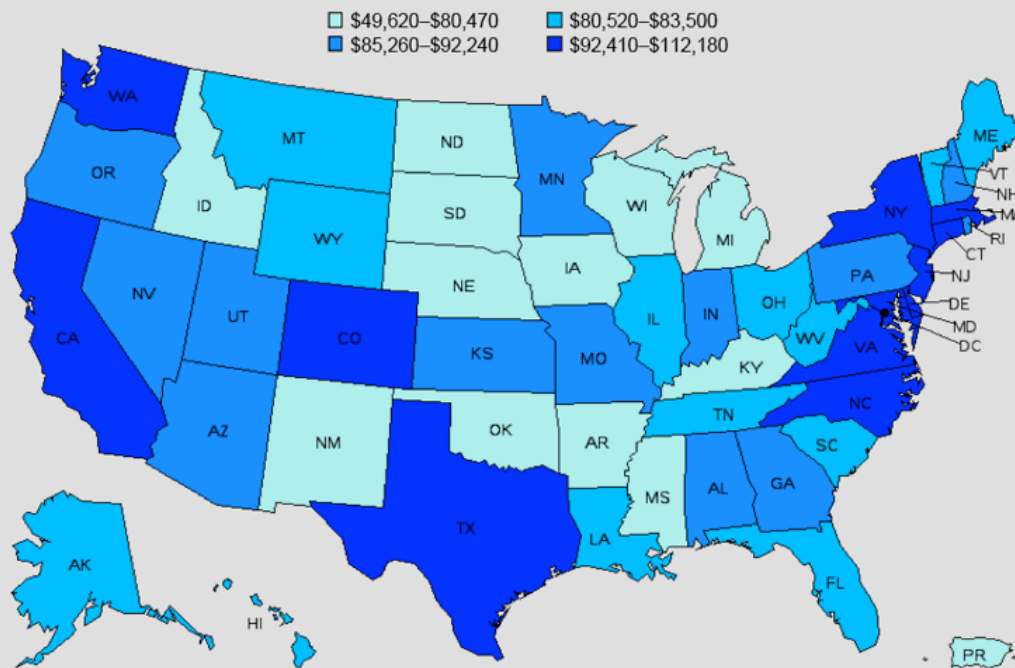 $49,620–$80,470 $80,520–$83,500
$85,260–$92,240 $92,410–$112,180
WA
MT
ND
ME
OR
MN
VT
ID
SD
WI
NH
NY
MA
WY
MI
RI
CT
IA
NE
PA
NJ
NV
OH
DE
UT
IL
IN
MD
CA
CO
WV
VA
DC
KS
MO
KY
NC
TN
AZ
OK
NM
AR
SC
MS
AL
GA
TX
LA
AK
FL
HI
PR